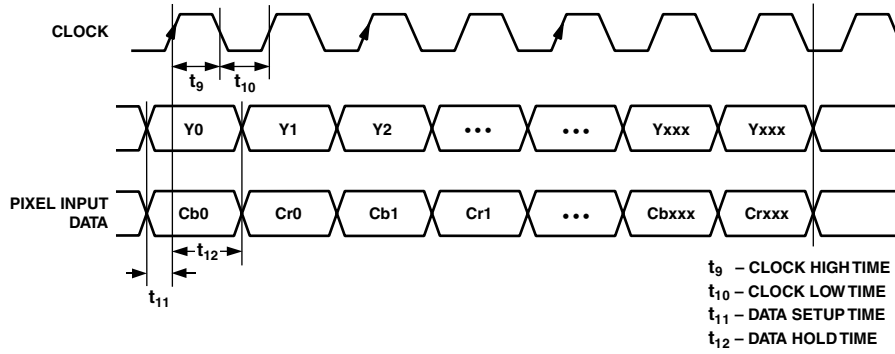 CLOCK
t9
t10
Y0 Y1 Y2 ••• ••• Yxxx Yxxx
PIXEL INPUT
DATA
Cb0 Cr0 Cb1 Cr1 ••• Cbxxx Crxxx
t12
t11
t9 – CLOCK HIGH TIME
t10 – CLOCK LOW TIME
t11 – DATA SETUP TIME
t12 – DATA HOLD TIME